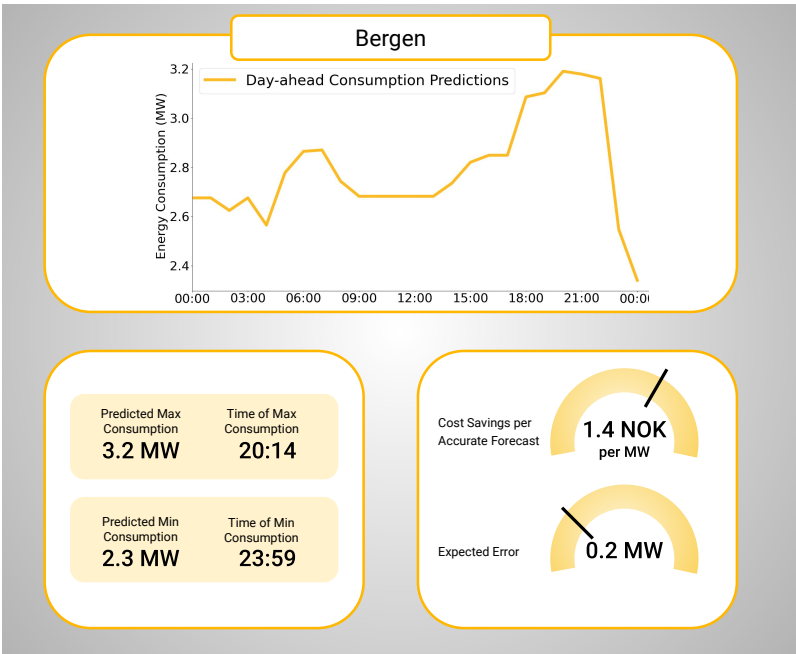 Bergen
Day-ahead Consumption Predictions
Energy Consumption (MW)
3.2
3.0
2.8
2.6
2.4
00:00 03:00 06:00 09:00 12:00 15:00 18:00 21:00 00:0
Predicted Max
Consumption
3.2 MW
Time of Max
Consumption
20:14
Predicted Min
Consumption
2.3 MW
Time of Min
Consumption
23:59
Cost Savings per
Accurate Forecast
1.4 NOK
per MW
Expected Error
0.2 MW